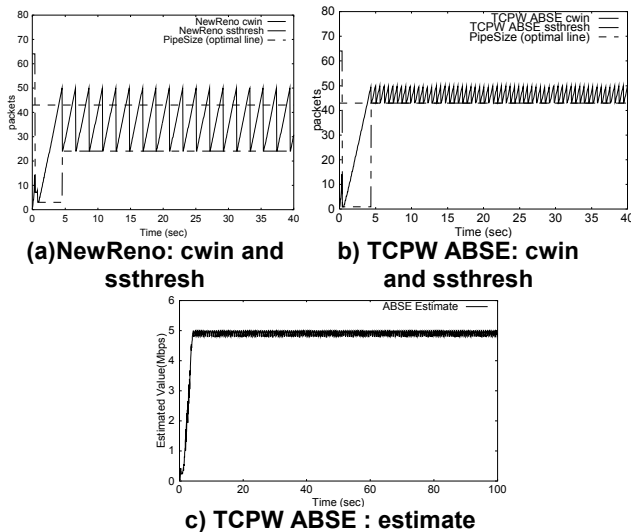 NewReno cwin
NewReno ssthresh
PipeSize (optimal line)
80
70
60
50
40
30
20
10
0
packets
0 5 10 15 20 25 30 35 40
Time (sec)
(a)NewReno: cwin and
ssthresh
TCPW ABSE cwin
TCPW ABSE ssthresh
PipeSize (optimal line)
80
70
60
50
40
30
20
10
0
packets
0 5 10 15 20 25 30 35 40
Time (sec)
b) TCPW ABSE: cwin
and ssthresh
ABSE Estimate
6
5
4
3
2
1
0
Estimated Value(Mbps)
0 20 40 60 80 100
Time (sec)
c) TCPW ABSE : estimate